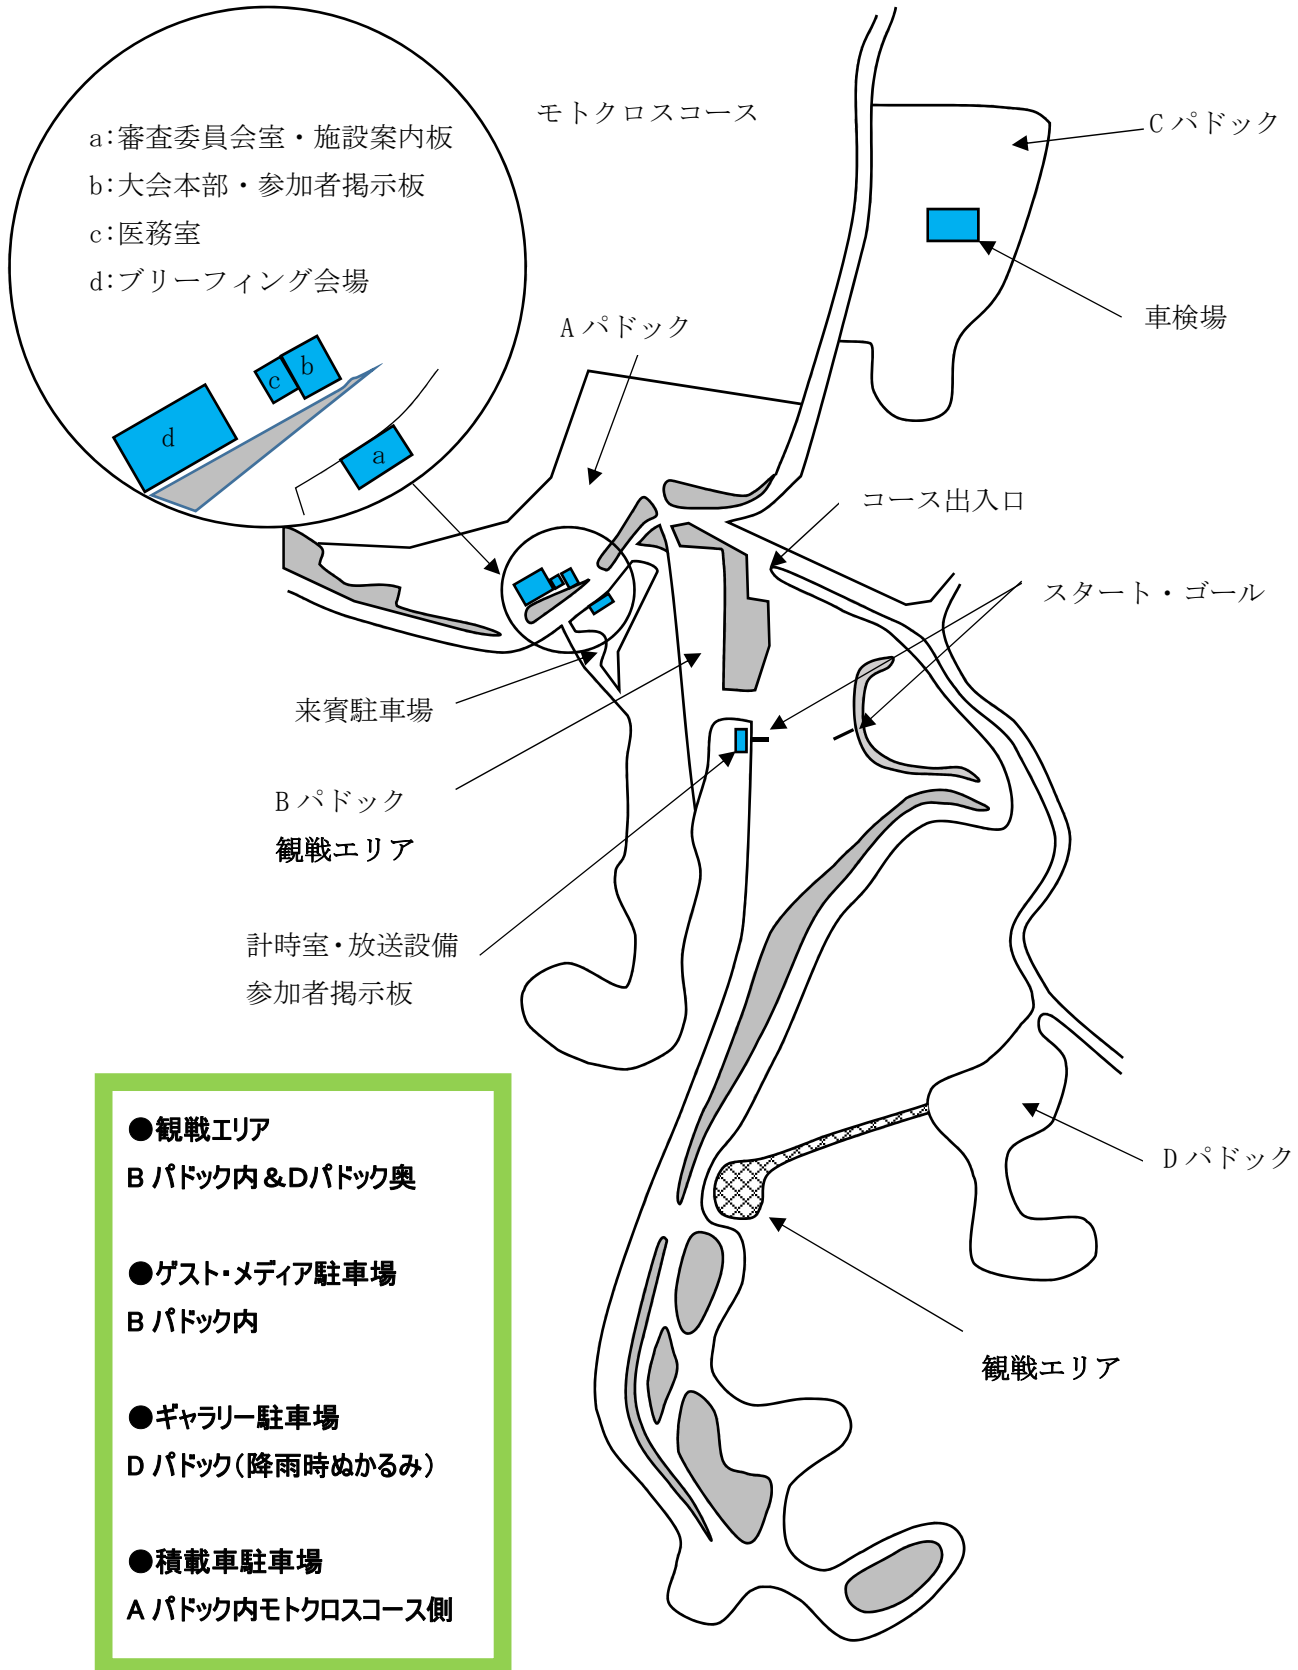 モトクロスコース
Cパドック
a:審査委員会室・施設案内板
b:大会本部・参加者掲示板
c:医務室
d:ブリーフィング会場
車検場
Aパドック
c
b
d
a
コース出入口
スタート・ゴール
来賓駐車場
Bパドック
観戦エリア
計時室・放送設備
参加者掲示板
Dパドック
観戦エリア
●観戦エリア
Bパドック内&Dパドック奥
●ゲスト・メディア駐車場
Bパドック内
●ギャラリー駐車場
Dパドック(降雨時ぬかるみ)
●積載車駐車場
Aパドック内モトクロスコース側